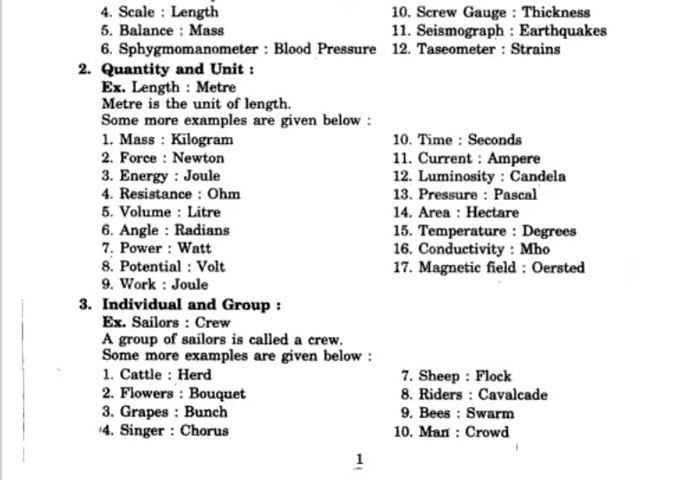 4. Scale : Length
5. Balance : Mass
6. Sphygmomanometer : Blood Pressure
10. Screw Gauge : Thickness
11. Seismograph : Earthquakes
12. Taseometer : Strains
2. Quantity and Unit :
Ex. Length : Metre
Metre is the unit of length.
Some more examples are given below :
1. Mass : Kilogram
2. Force : Newton
3. Energy : Joule
4. Resistance : Ohm
5. Volume : Litre
6. Angle : Radians
7. Power : Watt
8. Potential : Volt
9. Work : Joule
10. Time : Seconds
11. Current : Ampere
12. Luminosity : Candela
13. Pressure : Pascal
14. Area : Hectare
15. Temperature : Degrees
16. Conductivity : Mho
17. Magnetic field : Oersted
3. Individual and Group :
Ex. Sailors : Crew
A group of sailors is called a crew.
Some more examples are given below :
1. Cattle : Herd
2. Flowers : Bouquet
3. Grapes : Bunch
4. Singer : Chorus
7. Sheep : Flock
8. Riders : Cavalcade
9. Bees : Swarm
10. Man : Crowd
1